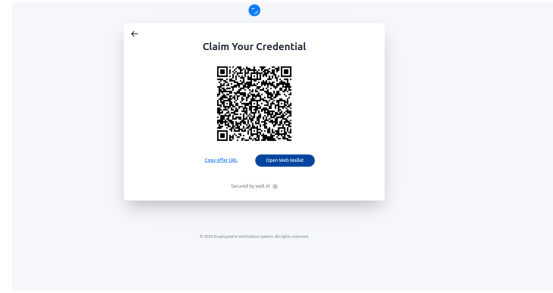 Claim Your Credential
Copy offer URL
Open Web Wallet
Secured by walt.id
© 2024 Employment Verification system. All rights reserved.